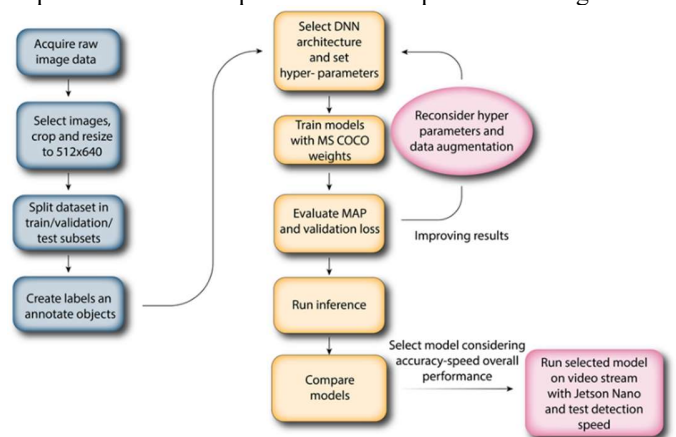 Acquire raw
image data
Select images,
crop and resize
to 512x640
Split dataset in
train/validation/
test subsets
Create labels an
annotate objects
Select DNN
architecture
and set
hyper- parameters
Train models
with MS COCO
weights
Reconsider hyper
parameters and
data augmentation
Evaluate MAP
and validation loss
Improving results
Run inference
Compare
models
Select model considering
accuracy-speed overall
performance
Run selected model
on video stream
with Jetson Nano
and test detection
speed